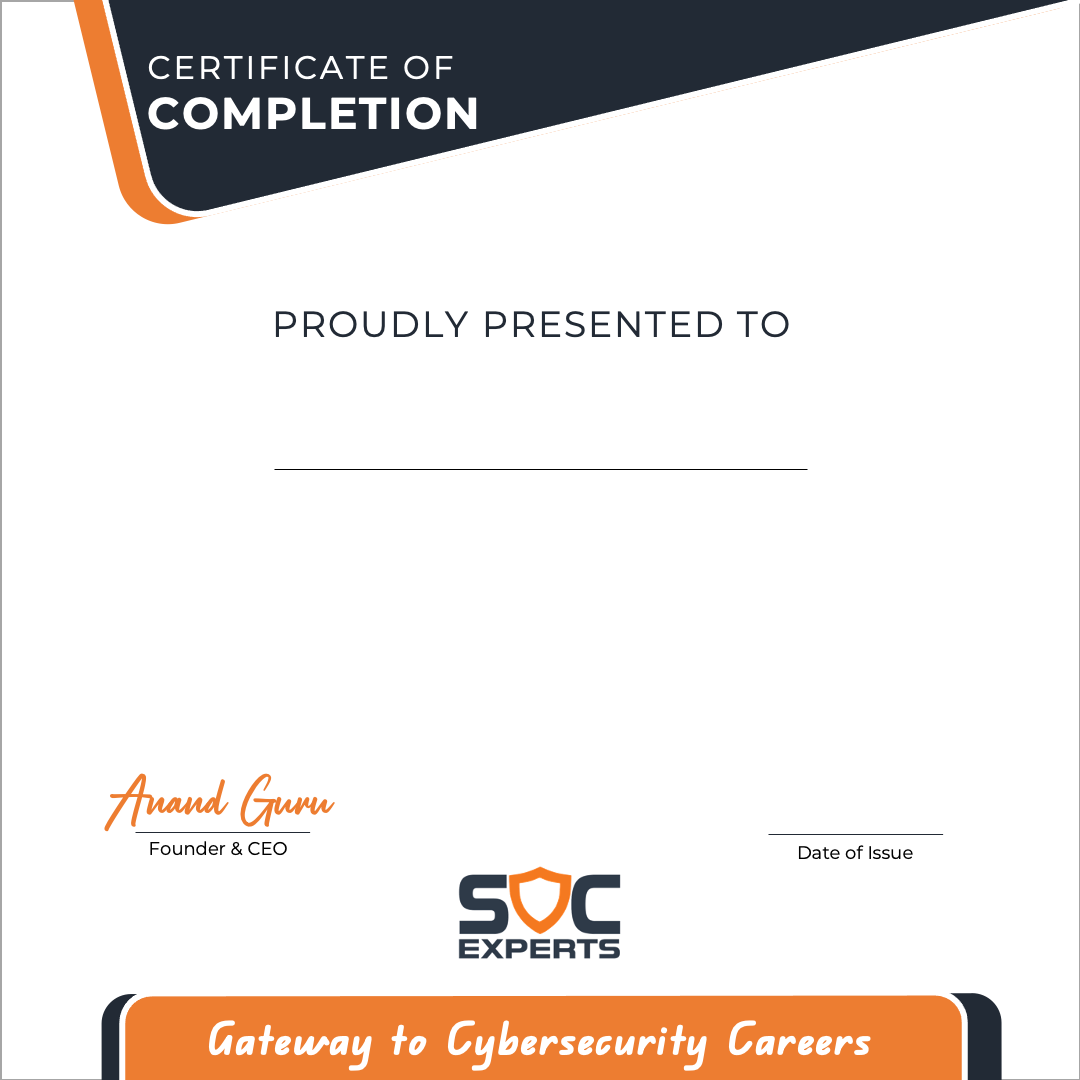 CERTIFICATE OF
COMPLETION
PROUDLY PRESENTED TO
Anand Guru
Founder & CEO
Date of Issue
SOC
EXPERTS
Gateway to Cybersecurity Careers